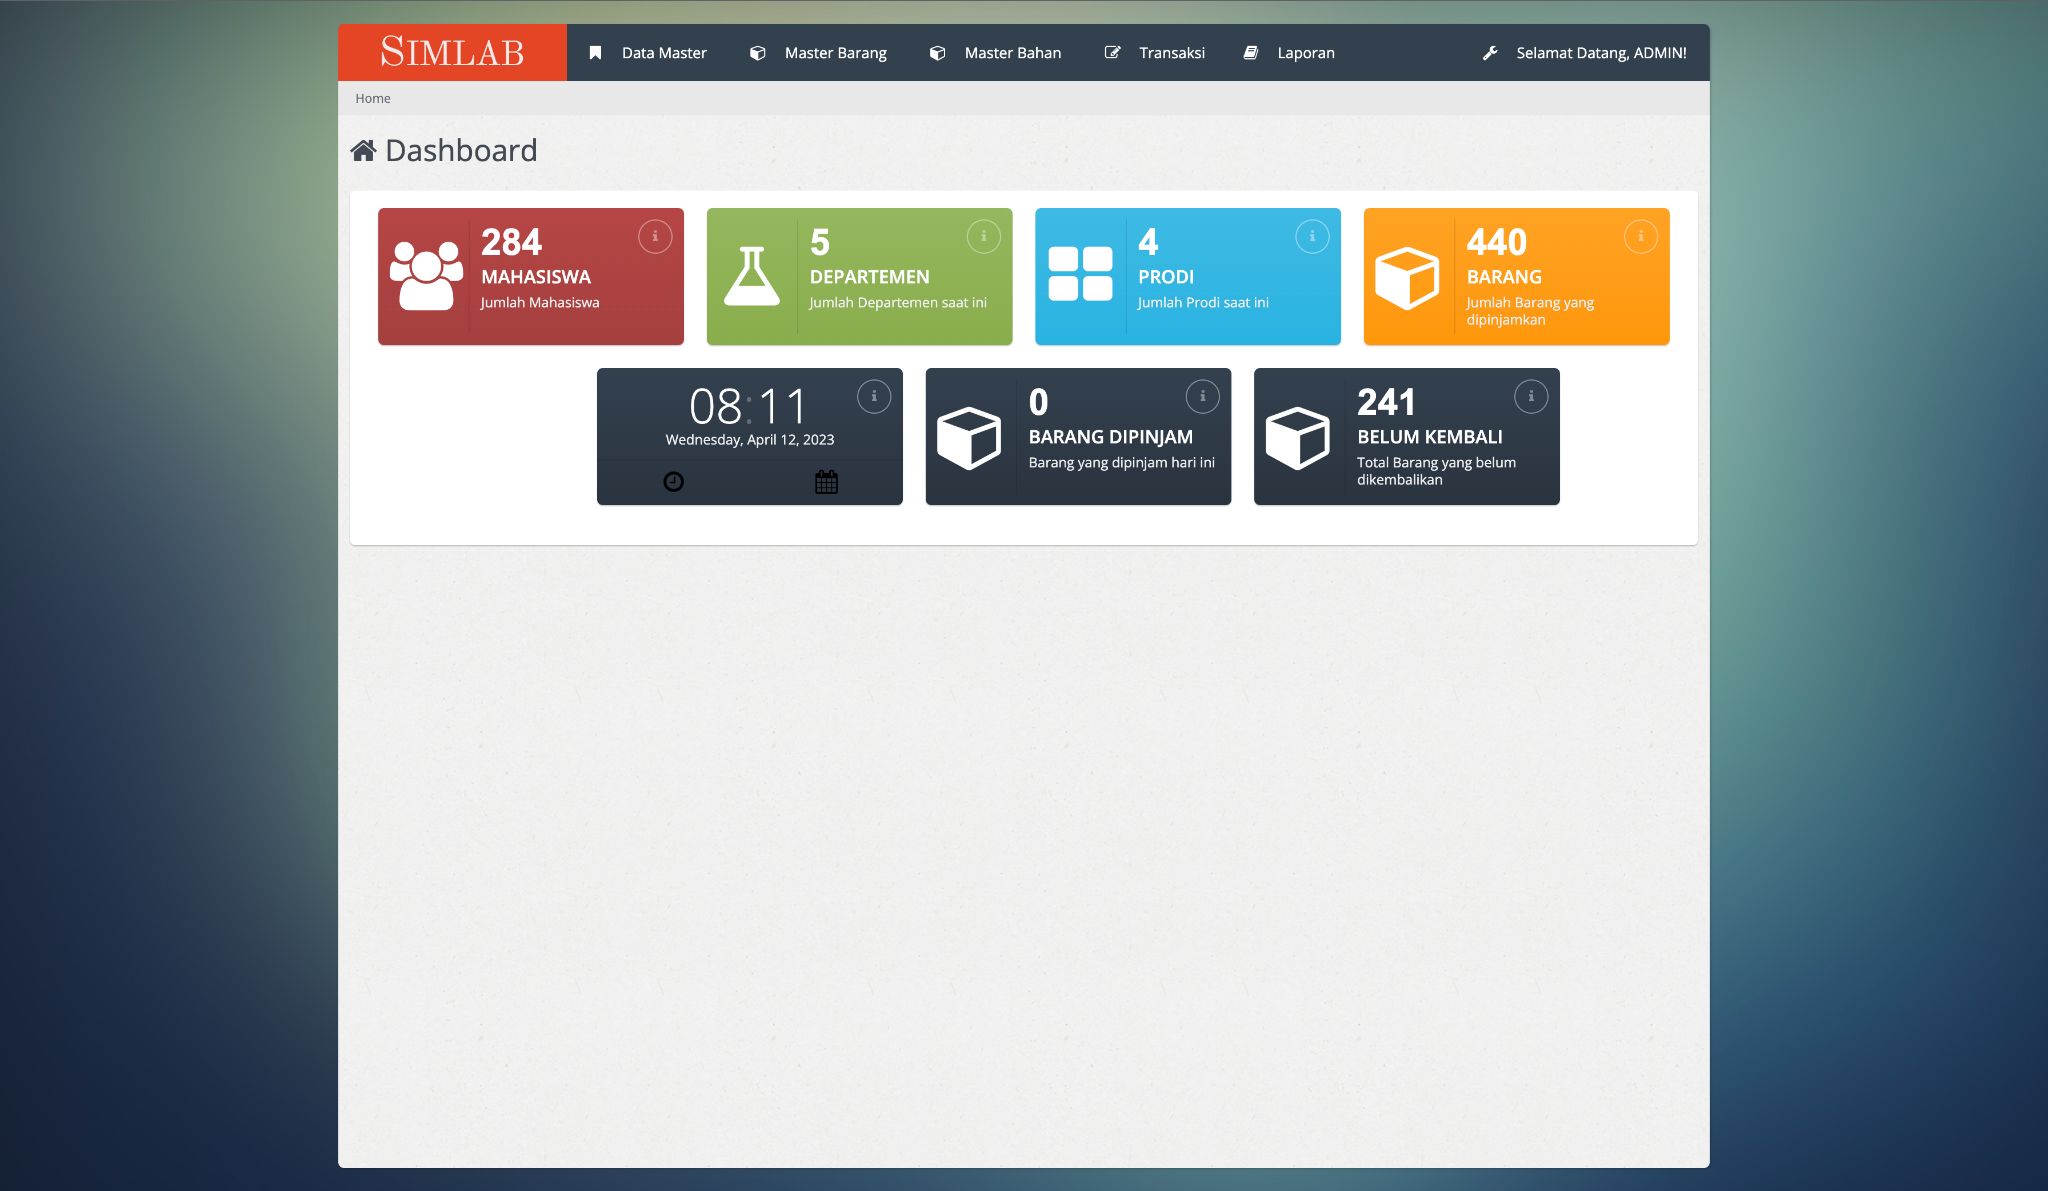 SIMLAB
Data Master
Master Barang
Master Bahan
Transaksi
Laporan
Selamat Datang, ADMIN!
Home
Dashboard
284
MAHASISWA
Jumlah Mahasiswa
5
DEPARTEMEN
Jumlah Departemen saat ini
4
PRODI
Jumlah Prodi saat ini
440
BARANG
Jumlah Barang yang
dipinjamkan
08:11
Wednesday, April 12, 2023
0
BARANG DIPINJAM
Barang yang dipinjam hari ini
241
BELUM KEMBALI
Total Barang yang belum
dikembalikan